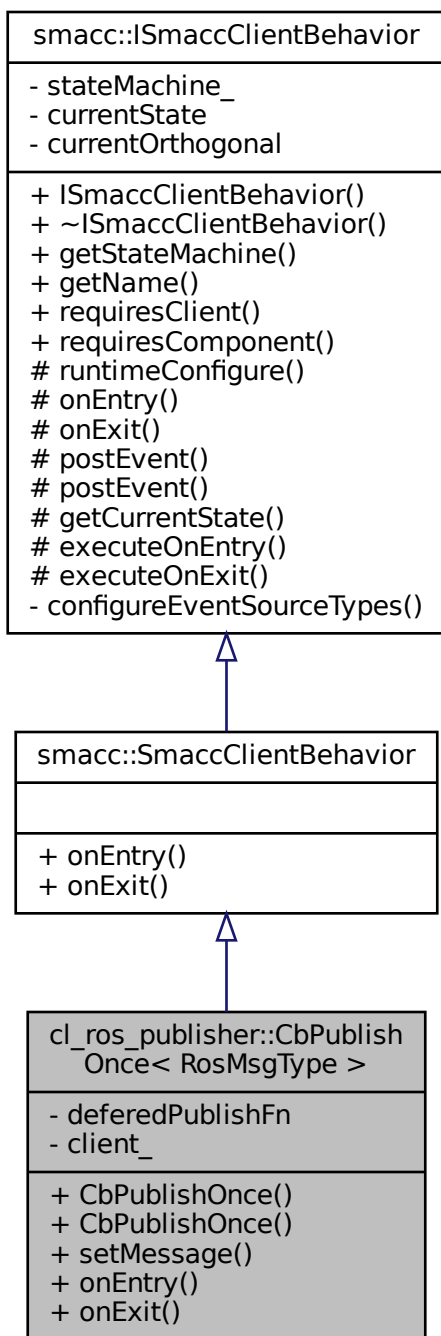 smacc::ISmaccClientBehavior
- stateMachine_
- currentState
- currentOrthogonal
+ ISmaccClientBehavior()
+ ~ISmaccClientBehavior()
+ getStateMachine()
+ getName()
+ requiresClient()
+ requiresComponent()
# runtimeConfigure()
# onEntry()
# onExit()
# postEvent()
# postEvent()
# getCurrentState()
# executeOnEntry()
# executeOnExit()
- configureEventSourceTypes()
smacc::SmaccClientBehavior
+ onEntry()
+ onExit()
cl_ros_publisher::CbPublish
Once< RosMsgType >
- deferedPublishFn
- client_
+ CbPublishOnce()
+ CbPublishOnce()
+ setMessage()
+ onEntry()
+ onExit()